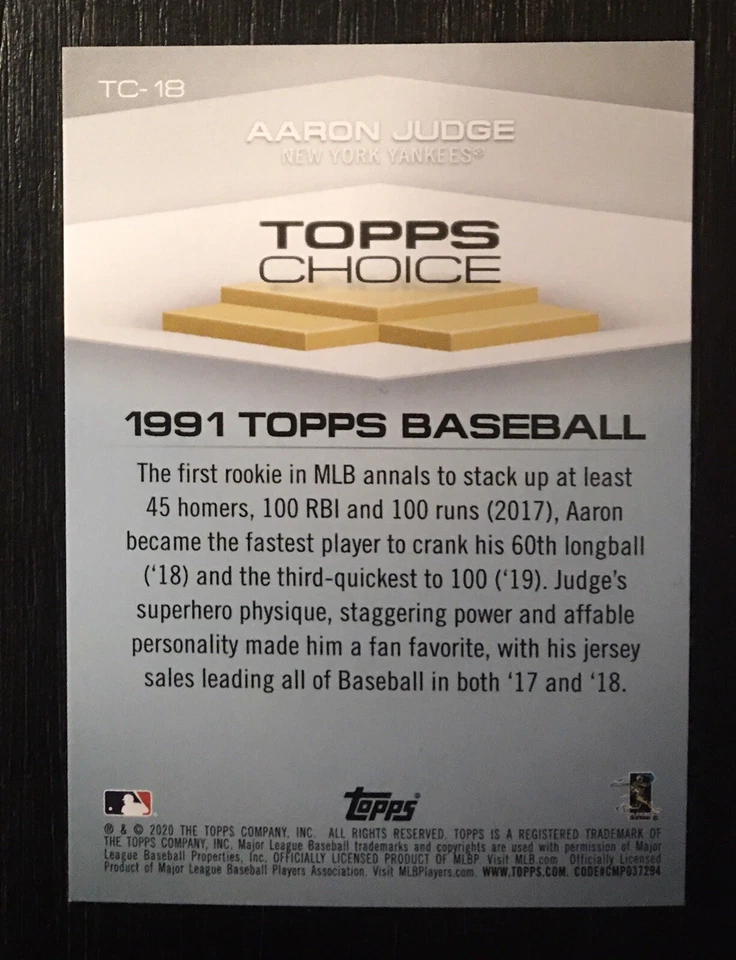 TC-18
AARON JUDGE
NEW YORK YANKEES®
TOPPS
CHOICE
1991 TOPPS BASEBALL
The first rookie in MLB annals to stack up at least
45 homers, 100 RBI and 100 runs (2017), Aaron
became the fastest player to crank his 60th longball
(‘18) and the third-quickest to 100 (‘19). Judge’s
superhero physique, staggering power and affable
personality made him a fan favorite, with his jersey
sales leading all of Baseball in both ‘17 and ‘18.
Topps®
® & © 2020 THE TOPPS COMPANY, INC. ALL RIGHTS RESERVED. TOPPS IS A REGISTERED TRADEMARK OF
THE TOPPS COMPANY, INC. Major League Baseball trademarks and copyrights are used with permission of Major
League Baseball Properties, Inc. OFFICIALLY LICENSED PRODUCT OF MLBP. Visit MLB.com Officially Licensed
Product of Major League Baseball Players Association. Visit MLBPlayers.com. WWW.TOPPS.COM. CODE#CMP037294